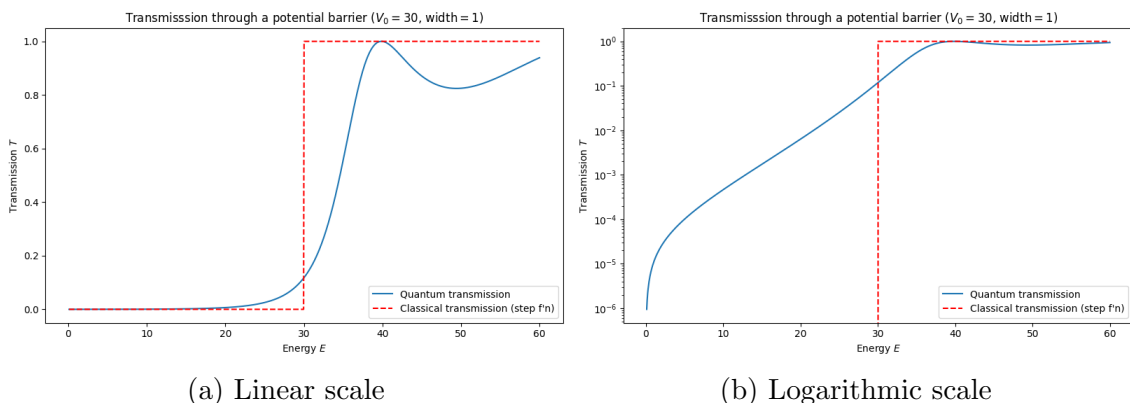 Transmisssion through a potential barrier (V₀ = 30, width = 1)
1.0
0.8
0.6
0.4
0.2
0.0
Transmission T
0 10 20 30 40 50 60
Energy E
Quantum transmission
Classical transmission (step f'n)
(a) Linear scale
Transmisssion through a potential barrier (V₀ = 30, width = 1)
10⁰
10⁻¹
10⁻²
10⁻³
10⁻⁴
10⁻⁵
10⁻⁶
Transmission T
0 10 20 30 40 50 60
Energy E
Quantum transmission
Classical transmission (step f'n)
(b) Logarithmic scale